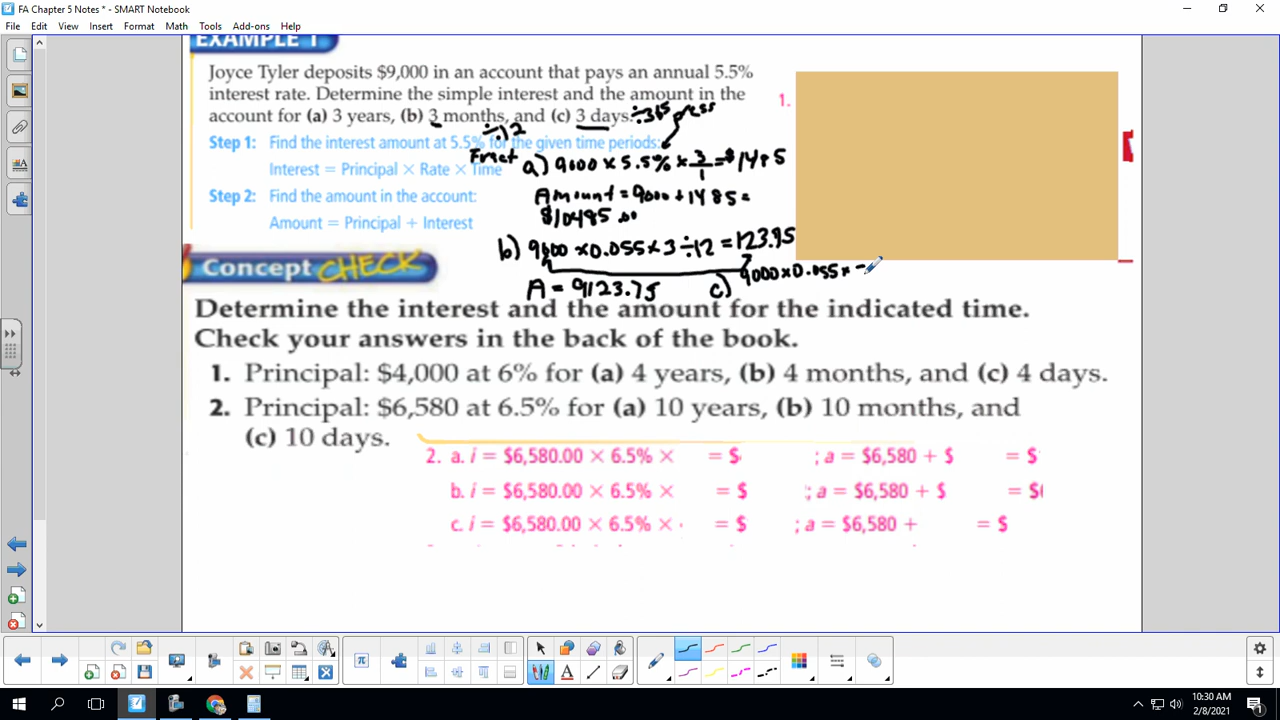 FA Chapter 5 Notes * - SMART Notebook
File Edit View Insert Format Math Tools Add-ons Help
EXAMPLE 1
Joyce Tyler deposits $9,000 in an account that pays an annual 5.5%
interest rate. Determine the simple interest and the amount in the
account for (a) 3 years, (b) 3 months, and (c) 3 days.
÷365 press
÷12
Step 1: Find the interest amount at 5.5% for the given time periods:
Interest = Principal × Rate × Time
a) 9000 × 5.5% × 3/1 = $1485
Step 2: Find the amount in the account:
Amount = Principal + Interest
Amount = 9000 + 1485 =
$10485.00
b) 9000 × 0.055 × 3 ÷ 12 = 123.75
A = 9123.75
c) 9000 × 0.055 ×
1.
Concept CHECK
Determine the interest and the amount for the indicated time.
Check your answers in the back of the book.
1. Principal: $4,000 at 6% for (a) 4 years, (b) 4 months, and (c) 4 days.
2. Principal: $6,580 at 6.5% for (a) 10 years, (b) 10 months, and
(c) 10 days.
2. a. i = $6,580.00 × 6.5% × = $ ; a = $6,580 + $ = $
b. i = $6,580.00 × 6.5% × = $ ; a = $6,580 + $ = $
c. i = $6,580.00 × 6.5% × = $ ; a = $6,580 + = $
10:30 AM
2/8/2021